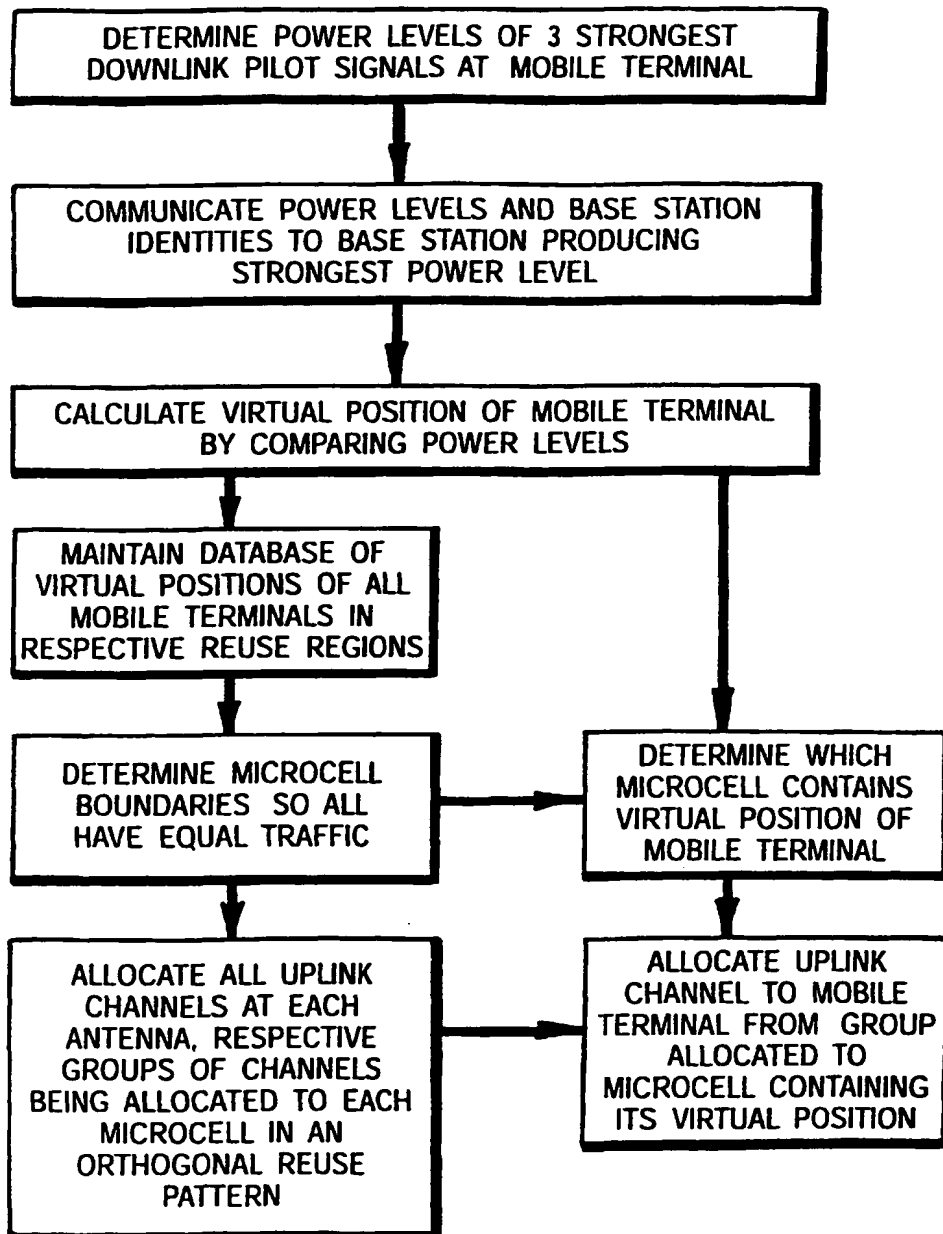 DETERMINE POWER LEVELS OF 3 STRONGEST
DOWNLINK PILOT SIGNALS AT MOBILE TERMINAL
COMMUNICATE POWER LEVELS AND BASE STATION
IDENTITIES TO BASE STATION PRODUCING
STRONGEST POWER LEVEL
CALCULATE VIRTUAL POSITION OF MOBILE TERMINAL
BY COMPARING POWER LEVELS
MAINTAIN DATABASE OF
VIRTUAL POSITIONS OF ALL
MOBILE TERMINALS IN
RESPECTIVE REUSE REGIONS
DETERMINE MICROCELL
BOUNDARIES SO ALL
HAVE EQUAL TRAFFIC
DETERMINE WHICH
MICROCELL CONTAINS
VIRTUAL POSITION OF
MOBILE TERMINAL
ALLOCATE ALL UPLINK
CHANNELS AT EACH
ANTENNA, RESPECTIVE
GROUPS OF CHANNELS
BEING ALLOCATED TO EACH
MICROCELL IN AN
ORTHOGONAL REUSE
PATTERN
ALLOCATE UPLINK
CHANNEL TO MOBILE
TERMINAL FROM GROUP
ALLOCATED TO
MICROCELL CONTAINING
ITS VIRTUAL POSITION